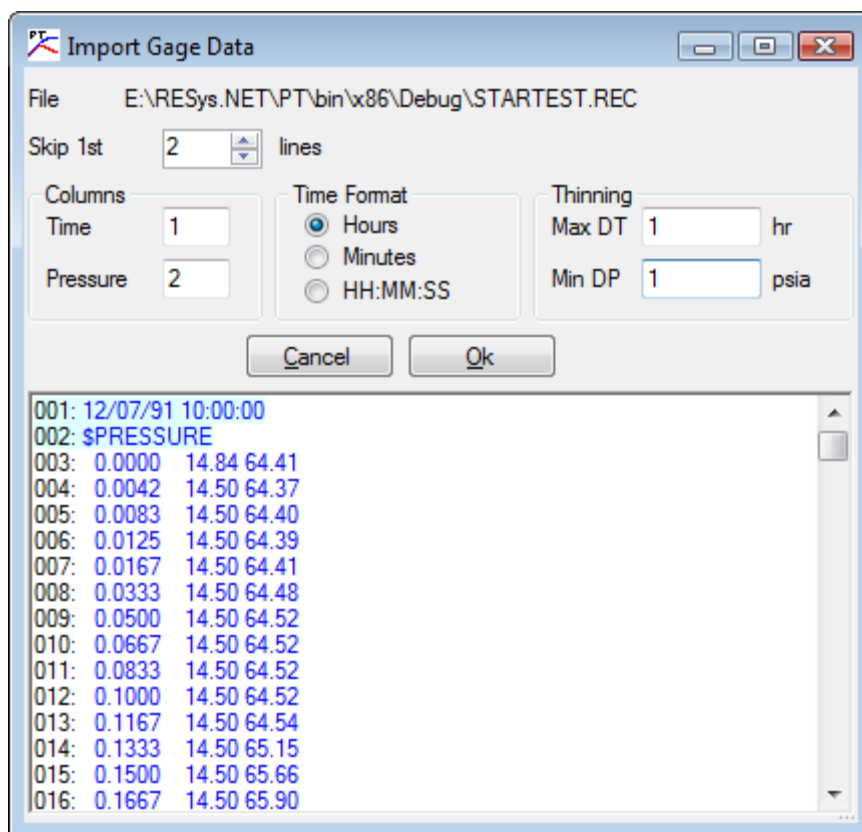 PT Import Gage Data
File E:\RESys.NET\PT\bin\x86\Debug\STARTEST.REC
Skip 1st 2 lines
Columns
Time 1
Pressure 2
Time Format
Hours
Minutes
HH:MM:SS
Thinning
Max DT 1 hr
Min DP 1 psia
Cancel Ok
001: 12/07/91 10:00:00
002: $PRESSURE
003: 0.0000 14.84 64.41
004: 0.0042 14.50 64.37
005: 0.0083 14.50 64.40
006: 0.0125 14.50 64.39
007: 0.0167 14.50 64.41
008: 0.0333 14.50 64.48
009: 0.0500 14.50 64.52
010: 0.0667 14.50 64.52
011: 0.0833 14.50 64.52
012: 0.1000 14.50 64.52
013: 0.1167 14.50 64.54
014: 0.1333 14.50 65.15
015: 0.1500 14.50 65.66
016: 0.1667 14.50 65.90